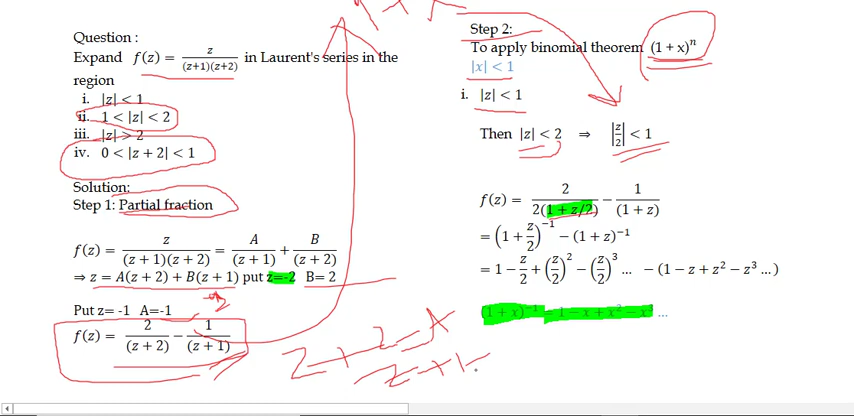 Question :
Expand f(z) = z/((z+1)(z+2)) in Laurent's series in the
region
i. |z| < 1
ii. 1 < |z| < 2
iii. |z| > 2
iv. 0 < |z + 2| < 1
Solution:
Step 1: Partial fraction
f(z) = z/((z + 1)(z + 2)) = A/((z + 1)) + B/((z + 2))
⇒ z = A(z + 2) + B(z + 1) put z=-2 B= 2
Put z= -1 A=-1
f(z) = 2/((z + 2)) − 1/((z + 1))
Step 2:
To apply binomial theorem (1 + x)ⁿ
|x| < 1
i. |z| < 1
Then |z| < 2 ⇒ |z/2| < 1
f(z) = 2/(2(1 + z/2)) − 1/((1 + z))
= (1 + z/2)⁻¹ − (1 + z)⁻¹
= 1 − z/2 + (z/2)² − (z/2)³ … − (1 − z + z² − z³ …)
(1 + x)⁻¹ = 1 − x + x² − x³ …
z + 2 = x